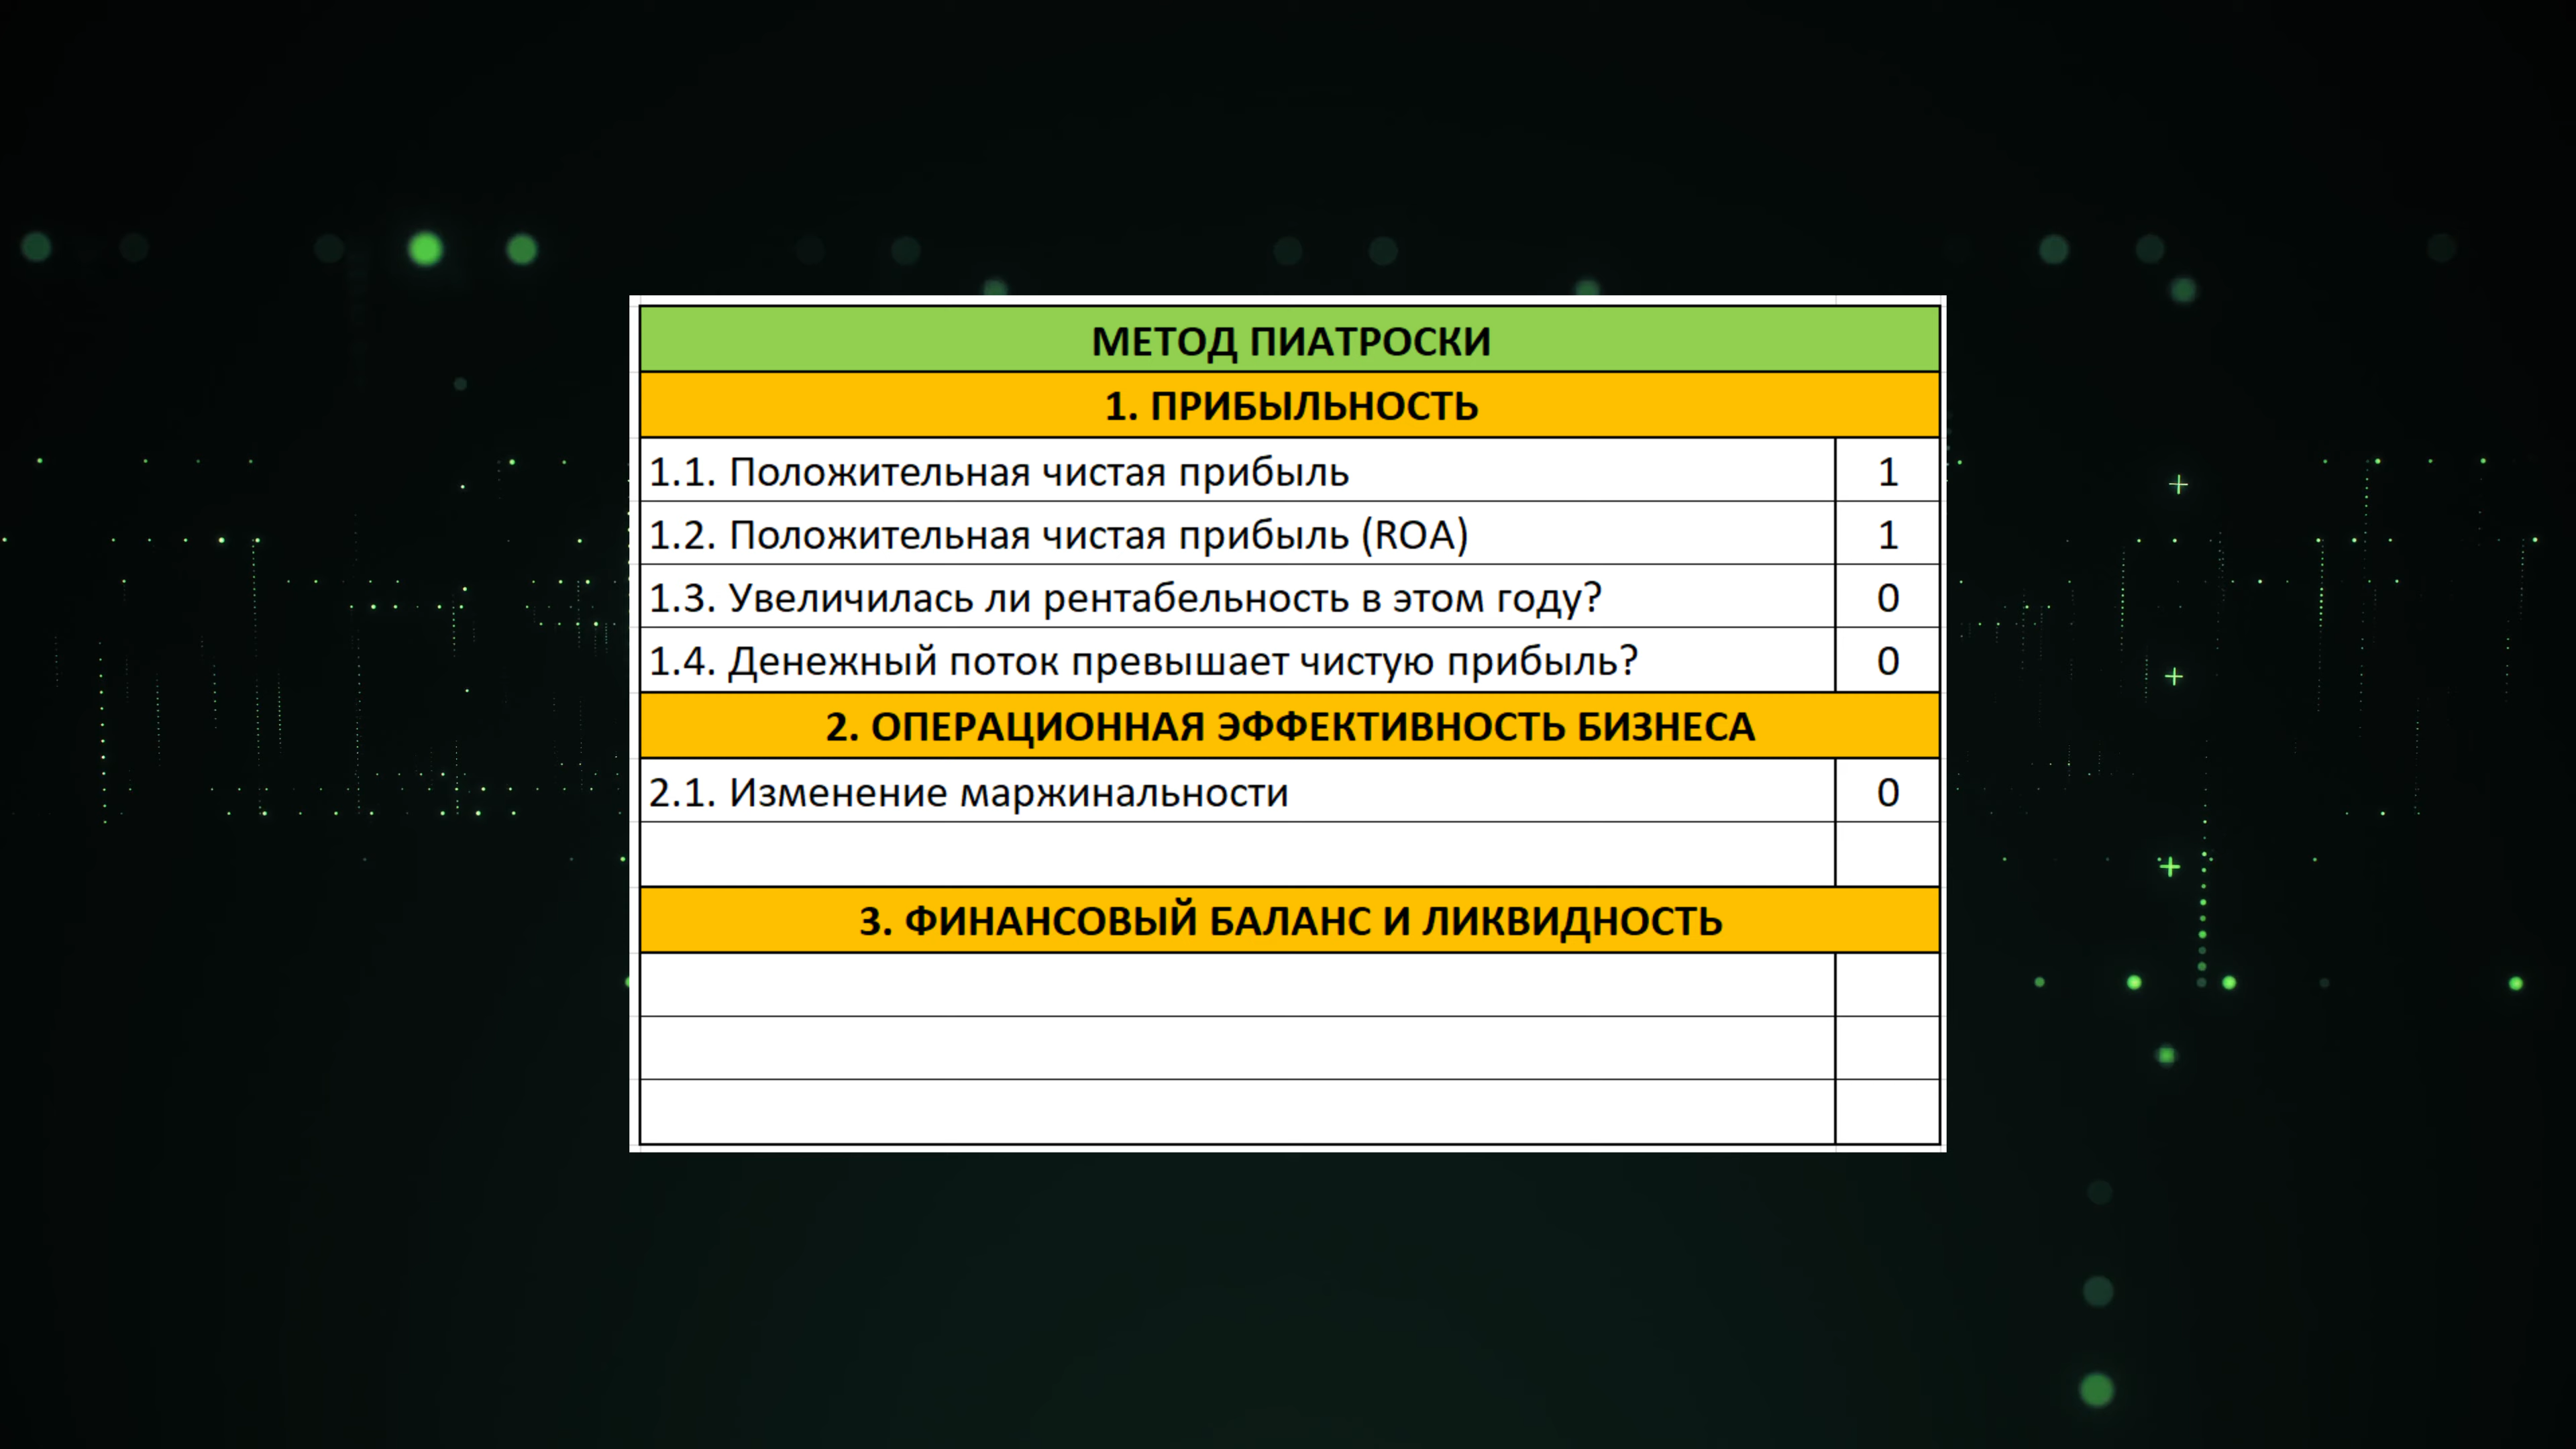 МЕТОД ПИАТРОСКИ
1. ПРИБЫЛЬНОСТЬ
1.1. Положительная чистая прибыль 1
1.2. Положительная чистая прибыль (ROA) 1
1.3. Увеличилась ли рентабельность в этом году? 0
1.4. Денежный поток превышает чистую прибыль? 0
2. ОПЕРАЦИОННАЯ ЭФФЕКТИВНОСТЬ БИЗНЕСА
2.1. Изменение маржинальности 0
3. ФИНАНСОВЫЙ БАЛАНС И ЛИКВИДНОСТЬ